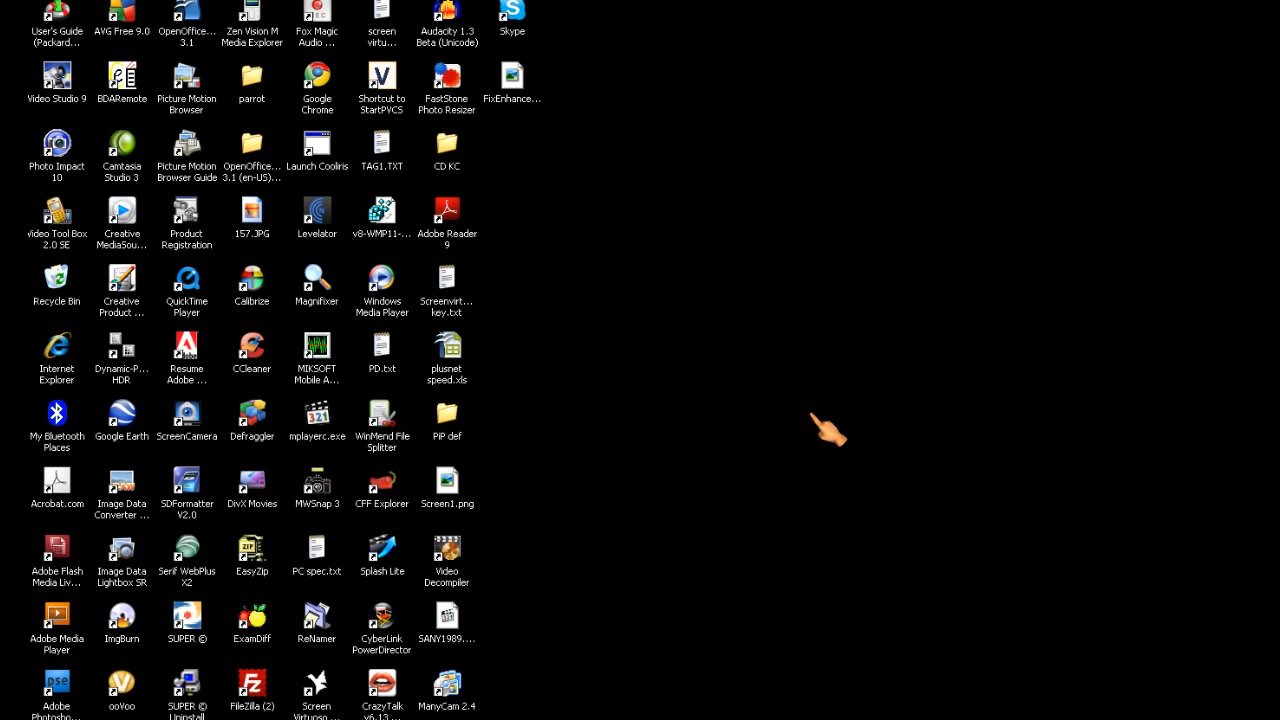 User's Guide
(Packard...
AVG Free 9.0
OpenOffice...
3.1
Zen Vision M
Media Explorer
Fox Magic
Audio ...
screen
virtu...
Audacity 1.3
Beta (Unicode)
Skype
Video Studio 9
BDARemote
Picture Motion
Browser
parrot
Google
Chrome
Shortcut to
StartPVCS
FastStone
Photo Resizer
FixEnhance...
Photo Impact
10
Camtasia
Studio 3
Picture Motion
Browser Guide
OpenOffice...
3.1 (en-US)...
Launch Cooliris
TAG1.TXT
CD KC
Video Tool Box
2.0 SE
Creative
MediaSou...
Product
Registration
157.JPG
Levelator
v8-WMP11-...
Adobe Reader
9
Recycle Bin
Creative
Product ...
QuickTime
Player
Calibrize
Magnifixer
Windows
Media Player
Screenvirt...
key.txt
Internet
Explorer
Dynamic-P...
HDR
Resume
Adobe ...
CCleaner
MIKSOFT
Mobile A...
PD.txt
plusnet
speed.xls
My Bluetooth
Places
Google Earth
ScreenCamera
Defraggler
321
mplayerc.exe
WinMend File
Splitter
PiP def
Acrobat.com
Image Data
Converter ...
SDFormatter
V2.0
DivX Movies
MWSnap 3
CFF Explorer
Screen1.png
Adobe Flash
Media Liv...
Image Data
Lightbox SR
Serif WebPlus
X2
ZIP
EasyZip
PC spec.txt
Splash Lite
Video
Decompiler
Adobe Media
Player
ImgBurn
SUPER ©
ExamDiff
ReNamer
CyberLink
PowerDirector
321
SANY1989....
pse
Adobe
Photosho...
ooVoo
SUPER ©
Uninstall
Fz
FileZilla (2)
Screen
Virtuoso ...
CrazyTalk
v6.13 ...
ManyCam 2.4